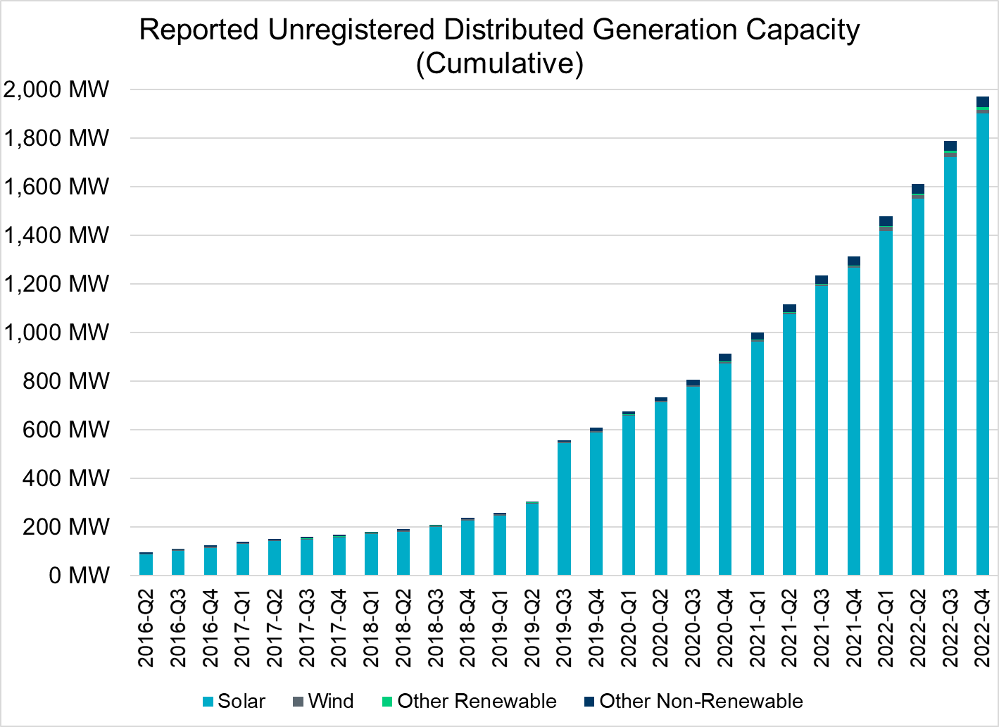 Reported Unregistered Distributed Generation Capacity
(Cumulative)
2,000 MW
1,800 MW
1,600 MW
1,400 MW
1,200 MW
1,000 MW
800 MW
600 MW
400 MW
200 MW
0 MW
2016-Q2
2016-Q3
2016-Q4
2017-Q1
2017-Q2
2017-Q3
2017-Q4
2018-Q1
2018-Q2
2018-Q3
2018-Q4
2019-Q1
2019-Q2
2019-Q3
2019-Q4
2020-Q1
2020-Q2
2020-Q3
2020-Q4
2021-Q1
2021-Q2
2021-Q3
2021-Q4
2022-Q1
2022-Q2
2022-Q3
2022-Q4
Solar Wind Other Renewable Other Non-Renewable